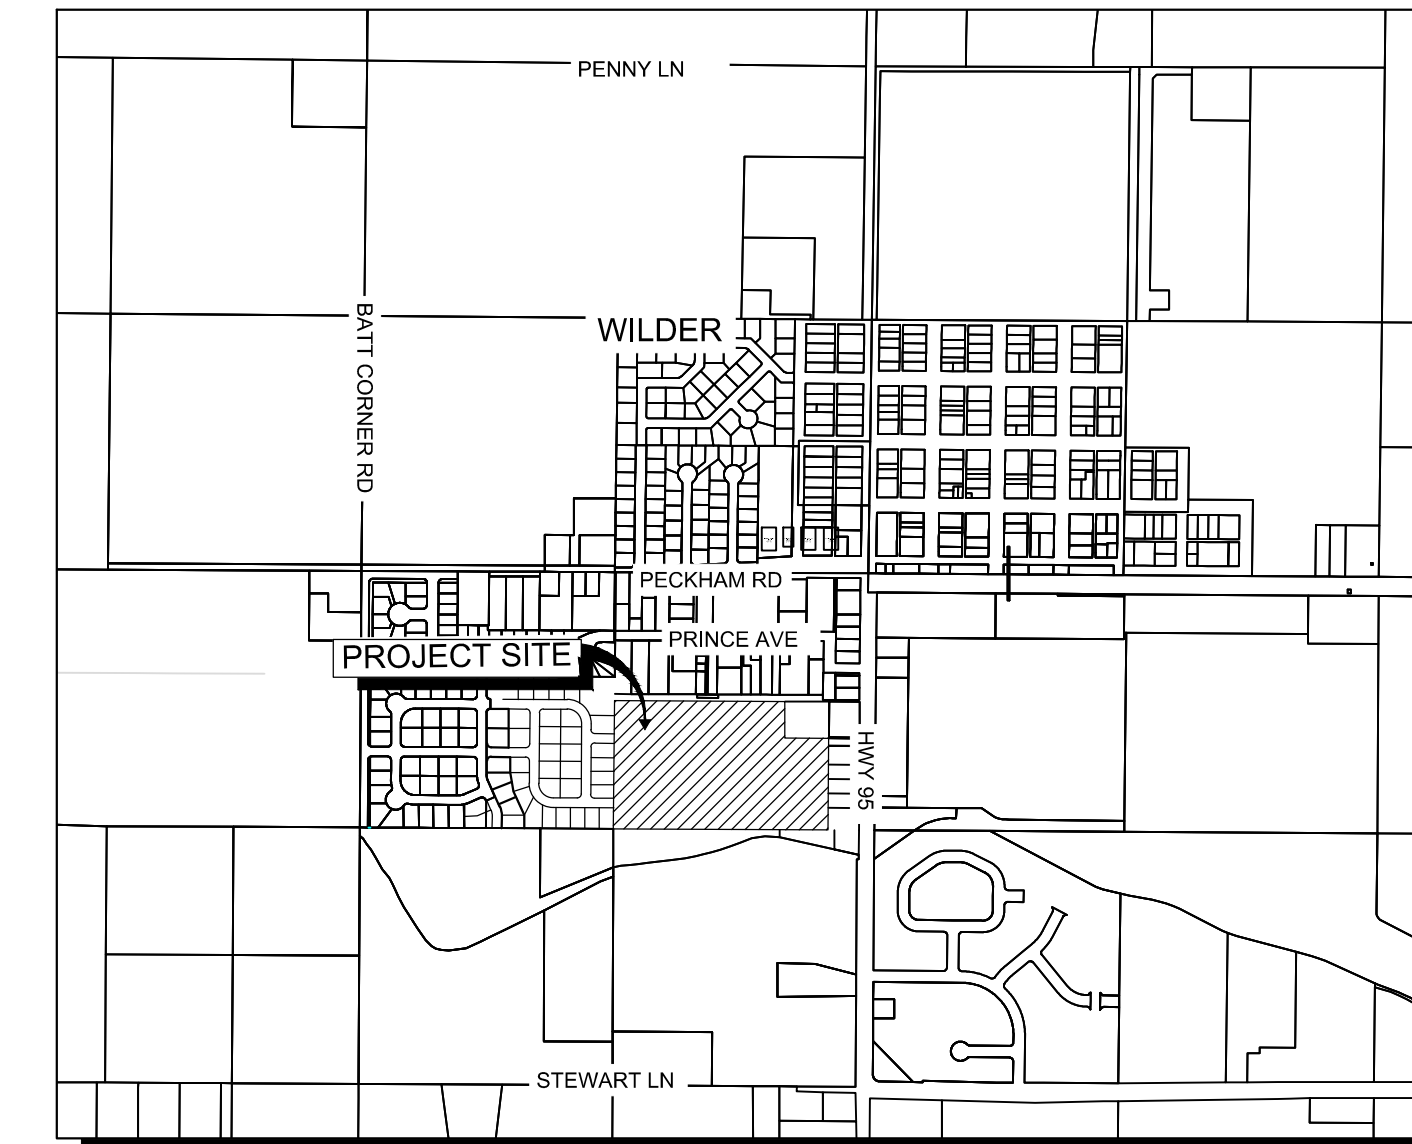 PENNY LN
BATT CORNER RD
WILDER
PECKHAM RD
PRINCE AVE
PROJECT SITE
HWY 95
STEWART LN